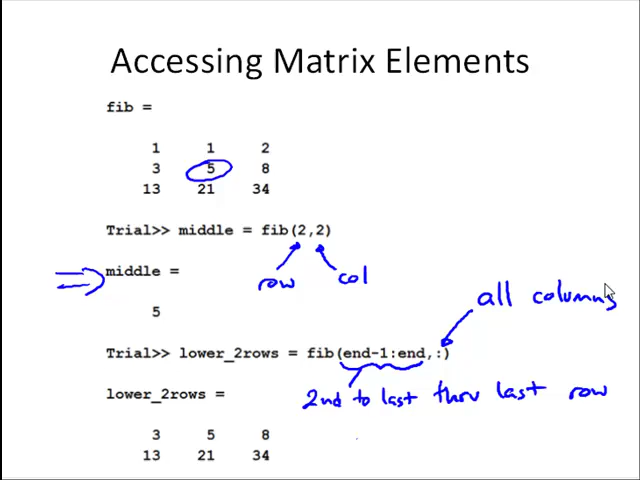 Accessing Matrix Elements
fib =
1 1 2
3 5 8
13 21 34
Trial>> middle = fib(2,2)
middle =
row col
5
all columns
Trial>> lower_2rows = fib(end-1:end,:)
2nd to last thru last row
lower_2rows =
3 5 8
13 21 34